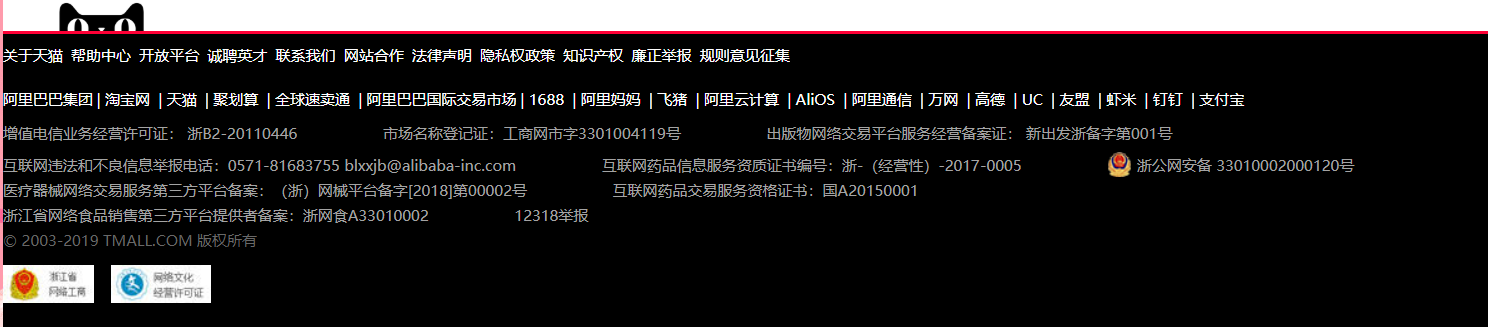 关于天猫 帮助中心 开放平台 诚聘英才 联系我们 网站合作 法律声明 隐私权政策 知识产权 廉正举报 规则意见征集
阿里巴巴集团 | 淘宝网 | 天猫 | 聚划算 | 全球速卖通 | 阿里巴巴国际交易市场 | 1688 | 阿里妈妈 | 飞猪 | 阿里云计算 | AliOS | 阿里通信 | 万网 | 高德 | UC | 友盟 | 虾米 | 钉钉 | 支付宝
增值电信业务经营许可证： 浙B2-20110446 市场名称登记证：工商网市字3301004119号 出版物网络交易平台服务经营备案证： 新出发浙备字第001号
互联网违法和不良信息举报电话：0571-81683755 blxxjb@alibaba-inc.com 互联网药品信息服务资质证书编号：浙-（经营性）-2017-0005 浙公网安备 33010002000120号
医疗器械网络交易服务第三方平台备案：（浙）网械平台备字[2018]第00002号 互联网药品交易服务资格证书：国A20150001
浙江省网络食品销售第三方平台提供者备案：浙网食A33010002 12318举报
© 2003-2019 TMALL.COM 版权所有
浙江省 网络文化
网络工商 经营许可证